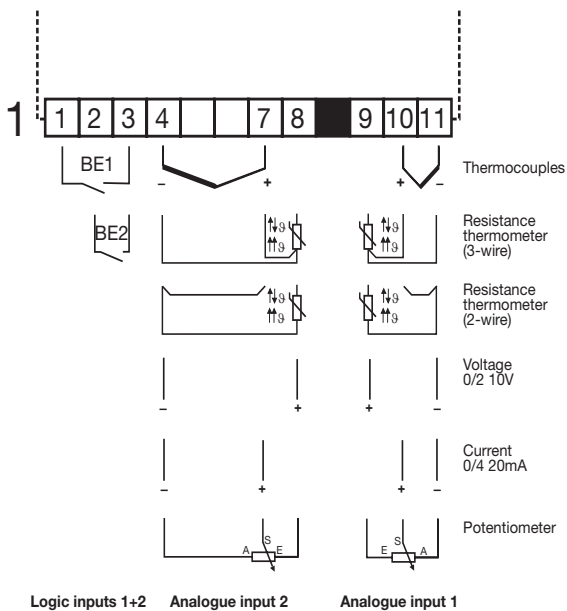 1
1 2 3 4 7 8 9 10 11
BE1
– +
+ –
Thermocouples
BE2
ϑ
ϑ
ϑ
ϑ
Resistance
thermometer
(3-wire)
ϑ
ϑ
ϑ
ϑ
Resistance
thermometer
(2-wire)
Voltage
0/2 10V
– + + –
Current
0/4 20mA
– + + –
Potentiometer
A S E
E S A
Logic inputs 1+2 Analogue input 2 Analogue input 1